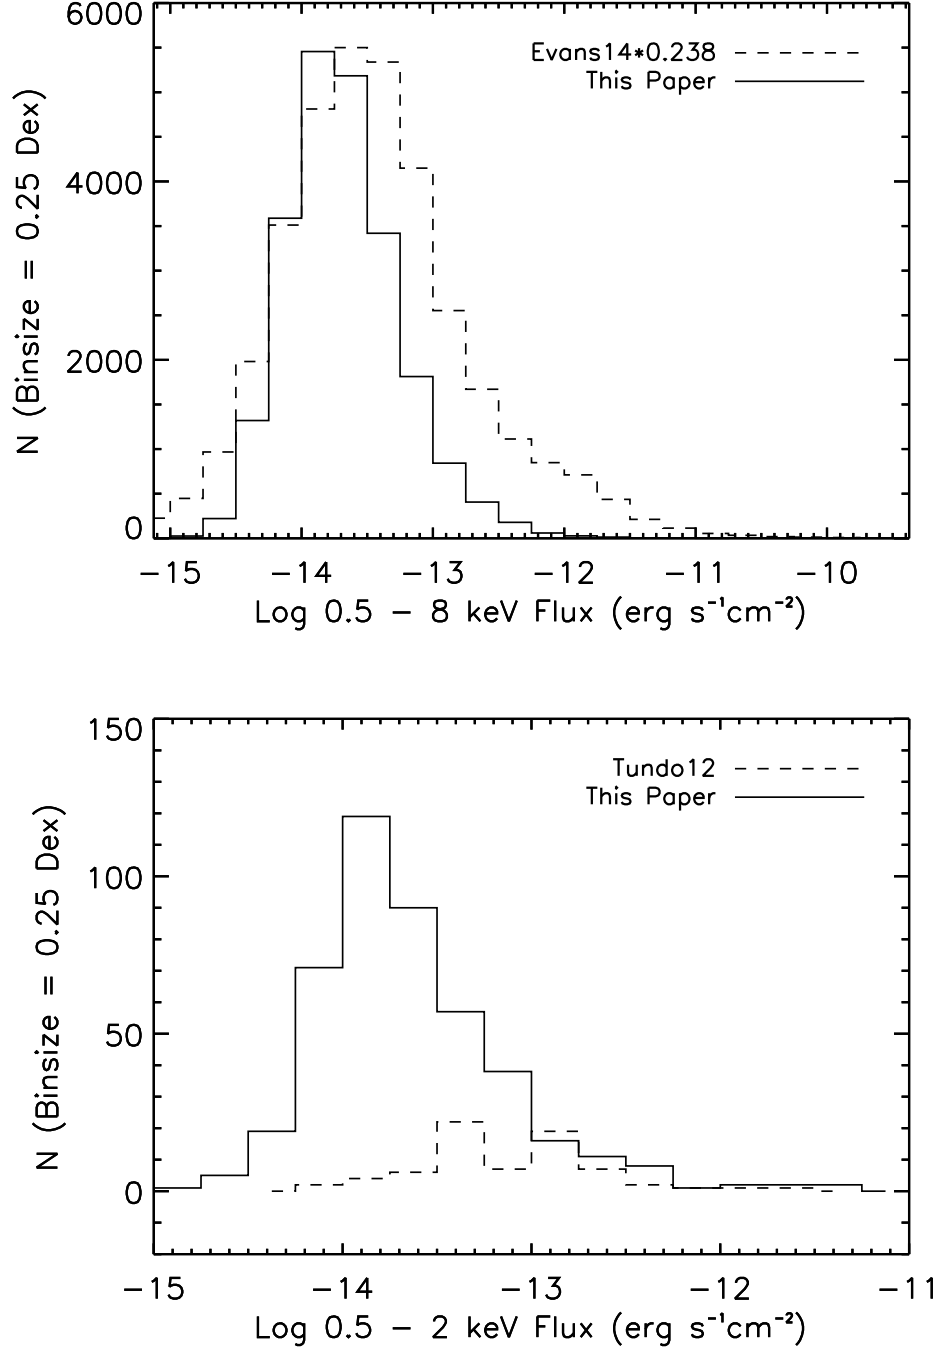 6000
4000
2000
0
N (Binsize = 0.25 Dex)
Evans14*0.238
This Paper
−15 −14 −13 −12 −11 −10
Log 0.5 − 8 keV Flux (erg s⁻¹cm⁻²)
150
100
50
0
N (Binsize = 0.25 Dex)
Tundo12
This Paper
−15 −14 −13 −12 −11
Log 0.5 − 2 keV Flux (erg s⁻¹cm⁻²)